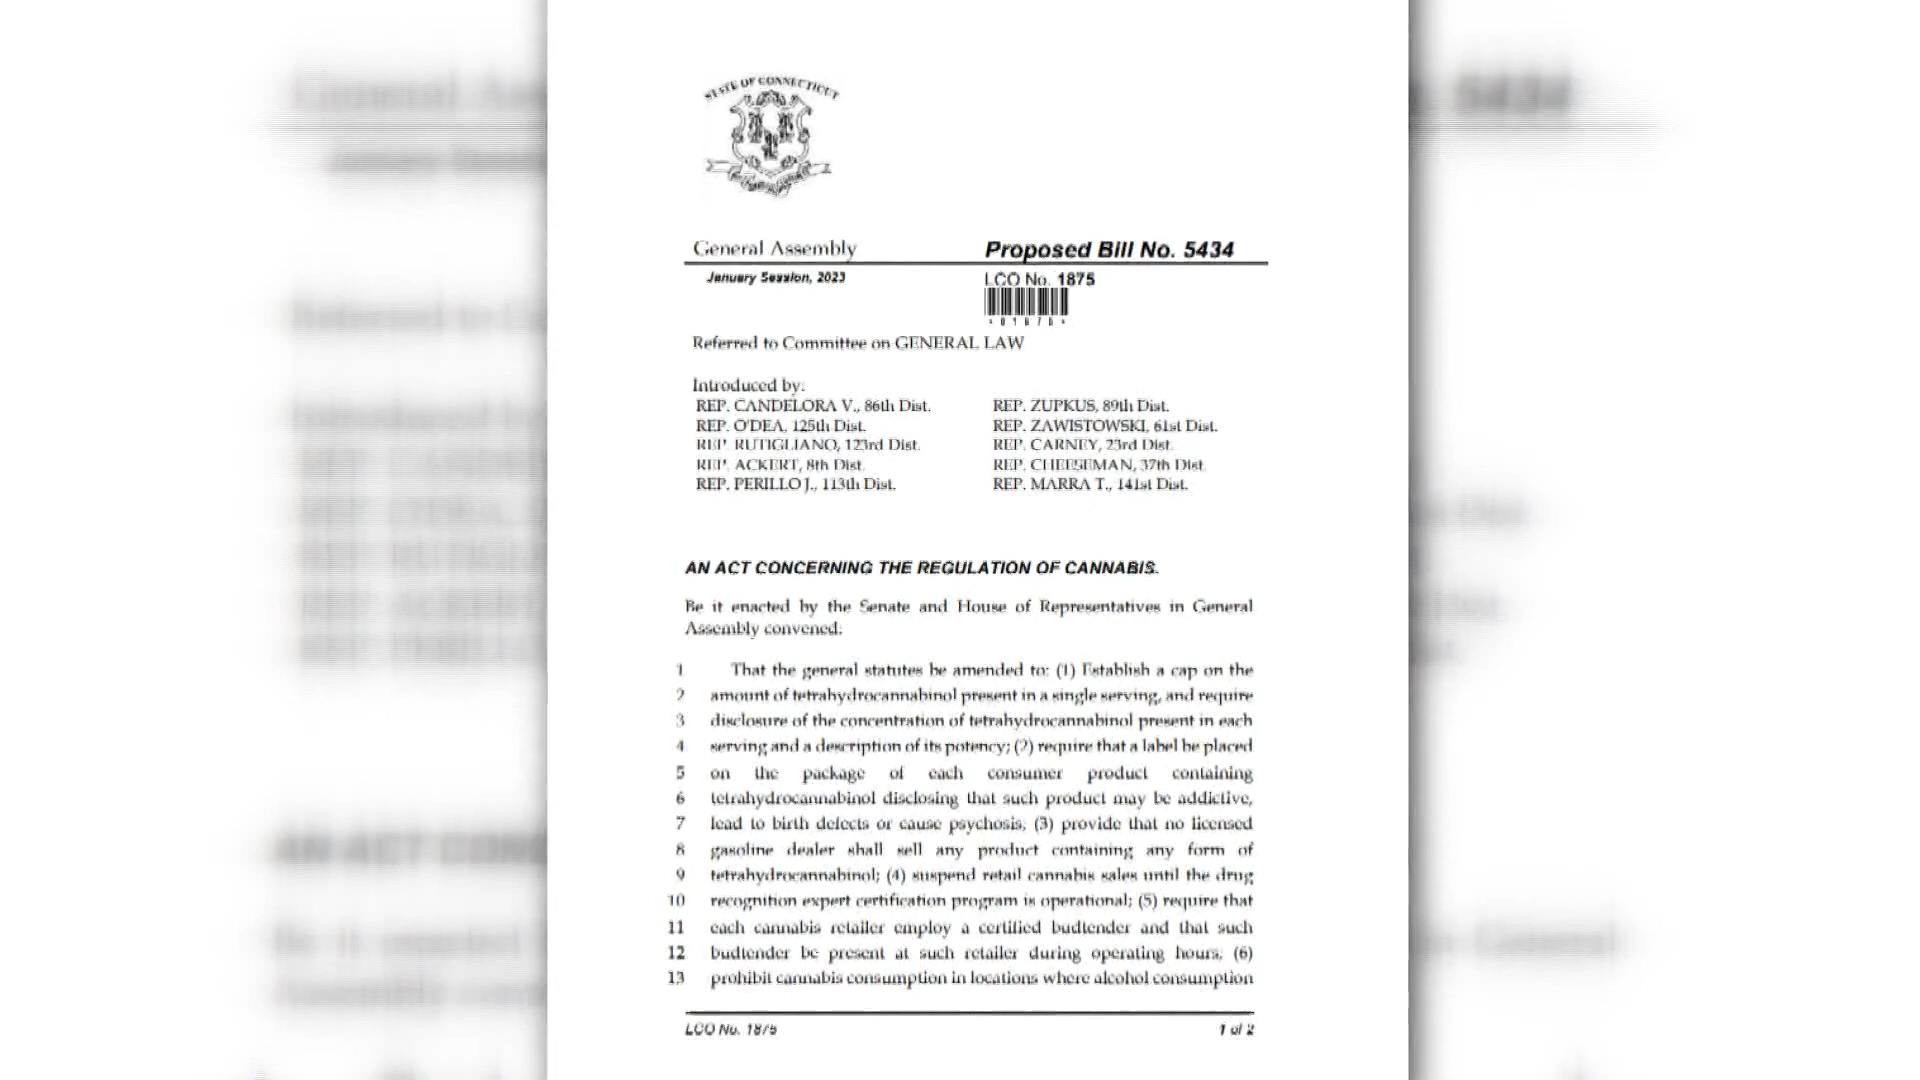 STATE OF CONNECTICUT
General Assembly
Proposed Bill No. 5434
January Session, 2023
LCO No. 1875
Referred to Committee on GENERAL LAW
Introduced by:
REP. CANDELORA V., 86th Dist.
REP. ZUPKUS, 89th Dist.
REP. O'DEA, 125th Dist.
REP. ZAWISTOWSKI, 61st Dist.
REP. RUTIGLIANO, 123rd Dist.
REP. CARNEY, 23rd Dist.
REP. ACKERT, 8th Dist.
REP. CHEESEMAN, 37th Dist.
REP. PERILLO J., 113th Dist.
REP. MARRA T., 141st Dist.
AN ACT CONCERNING THE REGULATION OF CANNABIS.
Be it enacted by the Senate and House of Representatives in General
Assembly convened:
1 That the general statutes be amended to: (1) Establish a cap on the
2 amount of tetrahydrocannabinol present in a single serving, and require
3 disclosure of the concentration of tetrahydrocannabinol present in each
4 serving and a description of its potency; (2) require that a label be placed
5 on the package of each consumer product containing
6 tetrahydrocannabinol disclosing that such product may be addictive,
7 lead to birth defects or cause psychosis; (3) provide that no licensed
8 gasoline dealer shall sell any product containing any form of
9 tetrahydrocannabinol; (4) suspend retail cannabis sales until the drug
10 recognition expert certification program is operational; (5) require that
11 each cannabis retailer employ a certified budtender and that such
12 budtender be present at such retailer during operating hours; (6)
13 prohibit cannabis consumption in locations where alcohol consumption
LCO No. 1875
1 of 2
5434